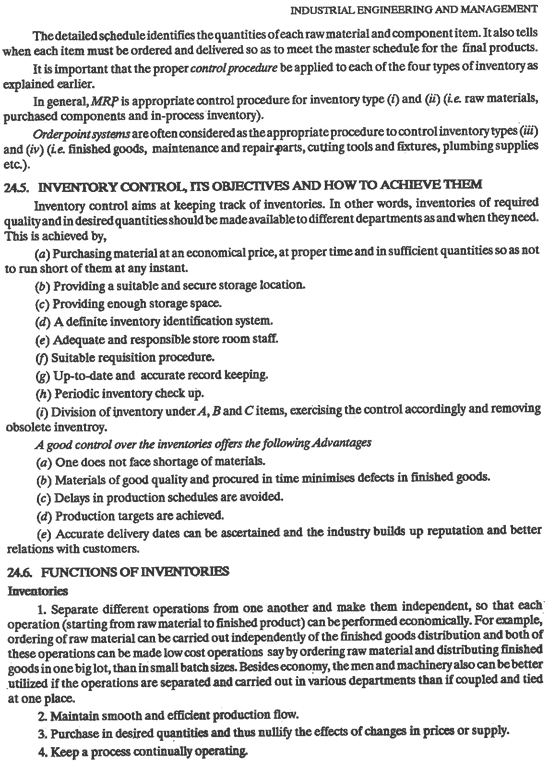 INDUSTRIAL ENGINEERING AND MANAGEMENT
The detailed schedule identifies the quantities of each raw material and component item. It also tells
when each item must be ordered and delivered so as to meet the master schedule for the final products.
It is important that the proper control procedure be applied to each of the four types of inventory as
explained earlier.
In general, MRP is appropriate control procedure for inventory type (i) and (ii) (i.e. raw materials,
purchased components and in-process inventory).
Order point systems are often considered as the appropriate procedure to control inventory types (iii)
and (iv) (i.e. finished goods, maintenance and repair parts, cutting tools and fixtures, plumbing supplies
etc.).
24.5. INVENTORY CONTROL, ITS OBJECTIVES AND HOW TO ACHIEVE THEM
Inventory control aims at keeping track of inventories. In other words, inventories of required
quality and in desired quantities should be made available to different departments as and when they need.
This is achieved by,
(a) Purchasing material at an economical price, at proper time and in sufficient quantities so as not
to run short of them at any instant.
(b) Providing a suitable and secure storage location.
(c) Providing enough storage space.
(d) A definite inventory identification system.
(e) Adequate and responsible store room staff.
(f) Suitable requisition procedure.
(g) Up-to-date and accurate record keeping.
(h) Periodic inventory check up.
(i) Division of inventory under A, B and C items, exercising the control accordingly and removing
obsolete inventroy.
A good control over the inventories offers the following Advantages
(a) One does not face shortage of materials.
(b) Materials of good quality and procured in time minimises defects in finished goods.
(c) Delays in production schedules are avoided.
(d) Production targets are achieved.
(e) Accurate delivery dates can be ascertained and the industry builds up reputation and better
relations with customers.
24.6. FUNCTIONS OF INVENTORIES
Inventories
1. Separate different operations from one another and make them independent, so that each
operation (starting from raw material to finished product) can be performed economically. For example,
ordering of raw material can be carried out independently of the finished goods distribution and both of
these operations can be made low cost operations say by ordering raw material and distributing finished
goods in one big lot, than in small batch sizes. Besides economy, the men and machinery also can be better
utilized if the operations are separated and carried out in various departments than if coupled and tied
at one place.
2. Maintain smooth and efficient production flow.
3. Purchase in desired quantities and thus nullify the effects of changes in prices or supply.
4. Keep a process continually operating.